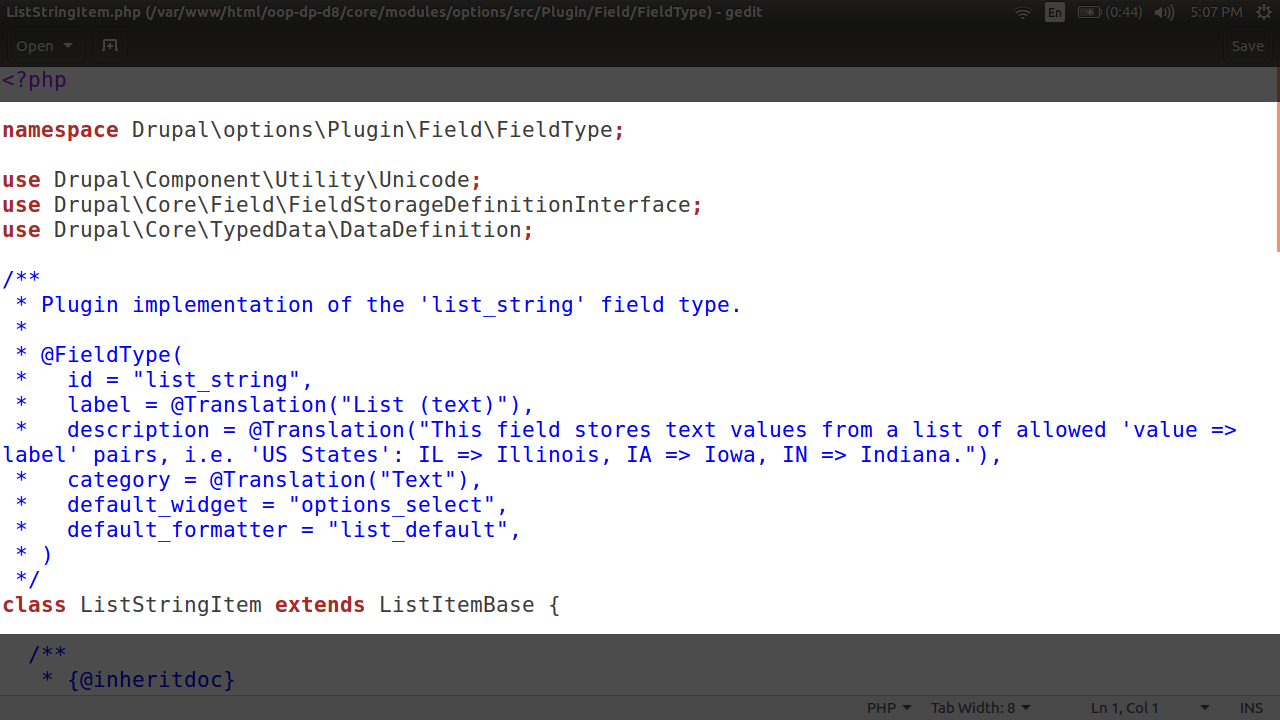 ListStringItem.php (/var/www/html/oop-dp-d8/core/modules/options/src/Plugin/Field/FieldType) - gedit
En (0:44) 5:07 PM
Open Save
<?php
namespace Drupal\options\Plugin\Field\FieldType;
use Drupal\Component\Utility\Unicode;
use Drupal\Core\Field\FieldStorageDefinitionInterface;
use Drupal\Core\TypedData\DataDefinition;
/**
 * Plugin implementation of the 'list_string' field type.
 *
 * @FieldType(
 *   id = "list_string",
 *   label = @Translation("List (text)"),
 *   description = @Translation("This field stores text values from a list of allowed 'value =>
label' pairs, i.e. 'US States': IL => Illinois, IA => Iowa, IN => Indiana."),
 *   category = @Translation("Text"),
 *   default_widget = "options_select",
 *   default_formatter = "list_default",
 * )
 */
class ListStringItem extends ListItemBase {
  /**
   * {@inheritdoc}
PHP Tab Width: 8 Ln 1, Col 1 INS